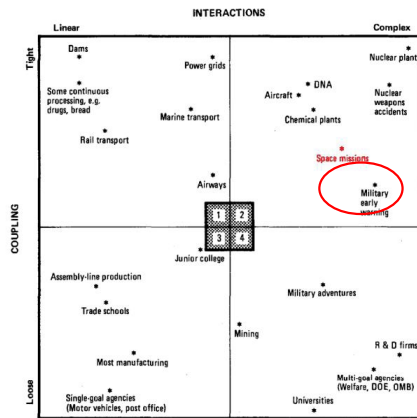 INTERACTIONS
Linear
Complex
Tight
Dams
Power grids
Nuclear plant
Some continuous
processing, e.g.
drugs, bread
DNA
Aircraft
Nuclear
weapons
accidents
Marine transport
Chemical plants
Rail transport
Space missions
Airways
Military
early
warning
1 2
3 4
COUPLING
Junior college
Assembly-line production
Military adventures
Trade schools
Mining
R & D firms
Most manufacturing
Multi-goal agencies
(Welfare, DOE, OMB)
Single-goal agencies
(Motor vehicles, post office)
Universities
Loose